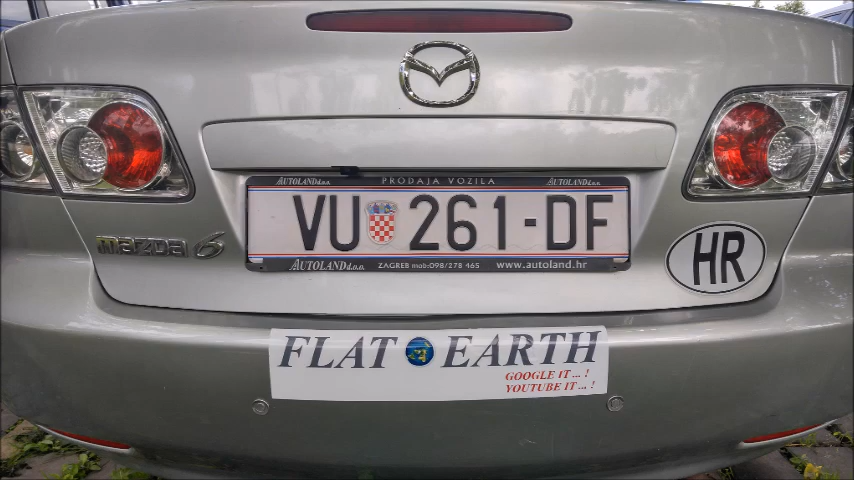 AUTOLAND d.o.o. PRODAJA VOZILA AUTOLAND d.o.o.
VU 261-DF
AUTOLAND d.o.o. ZAGREB mob:098/278 465 www.autoland.hr
mazda 6
HR
FLAT EARTH
GOOGLE IT ... !
YOUTUBE IT ... !